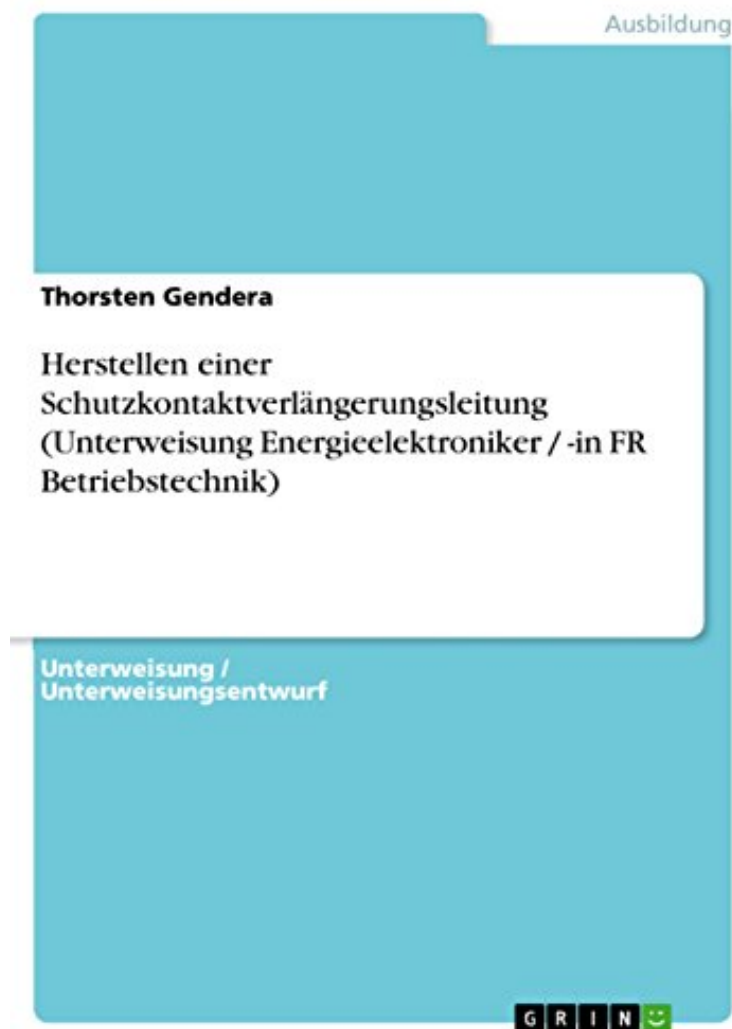 Ausbildung
Thorsten Gendera
Herstellen einer
Schutzkontaktverlängerungsleitung
(Unterweisung Energieelektroniker / -in FR
Betriebstechnik)
Unterweisung /
Unterweisungsentwurf
GRIN